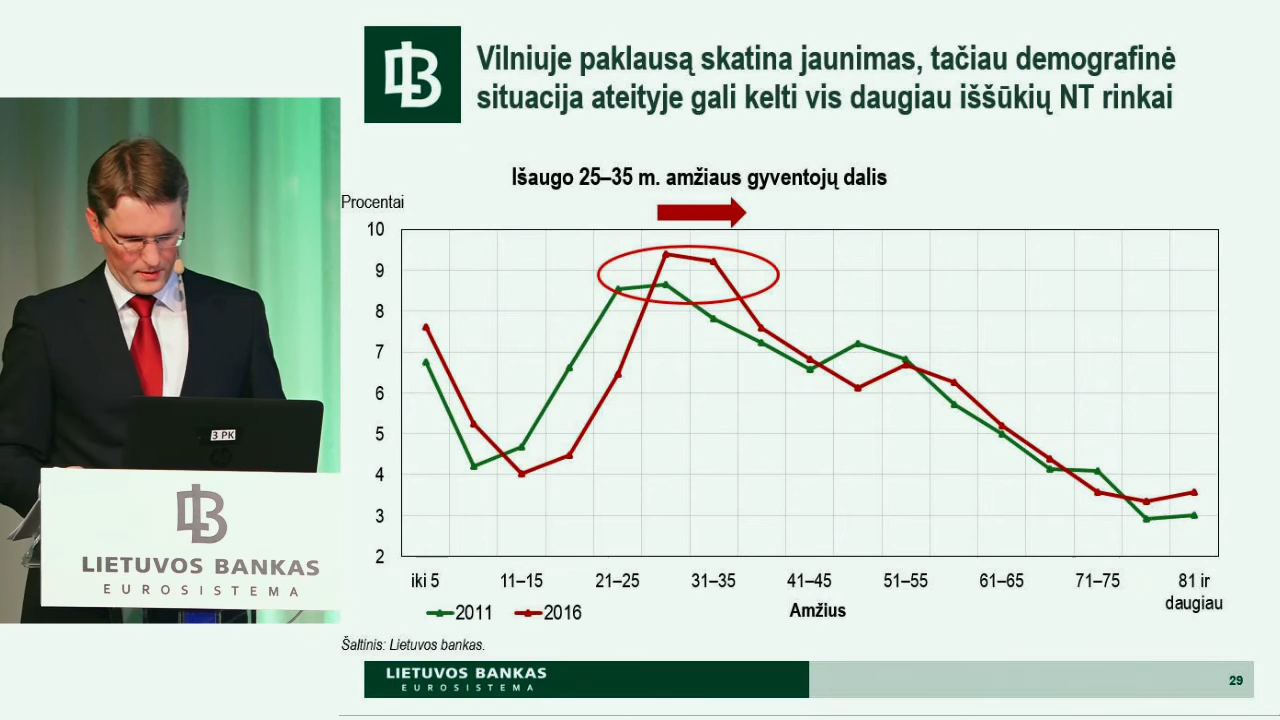 Vilniuje paklausą skatina jaunimas, tačiau demografinė
situacija ateityje gali kelti vis daugiau iššūkių NT rinkai
Išaugo 25–35 m. amžiaus gyventojų dalis
Procentai
10
9
8
7
6
5
4
3
2
iki 5
11–15
21–25
31–35
41–45
51–55
61–65
71–75
81 ir
daugiau
2011
2016
Amžius
Šaltinis: Lietuvos bankas.
LIETUVOS BANKAS
EUROSISTEMA
29
3 PK
LIETUVOS BANKAS
EUROSISTEMA